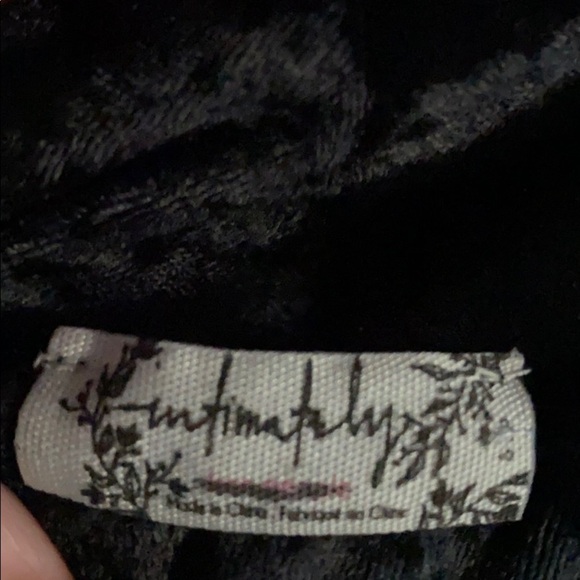 intimately
Made in China . Fabriqué en Chine